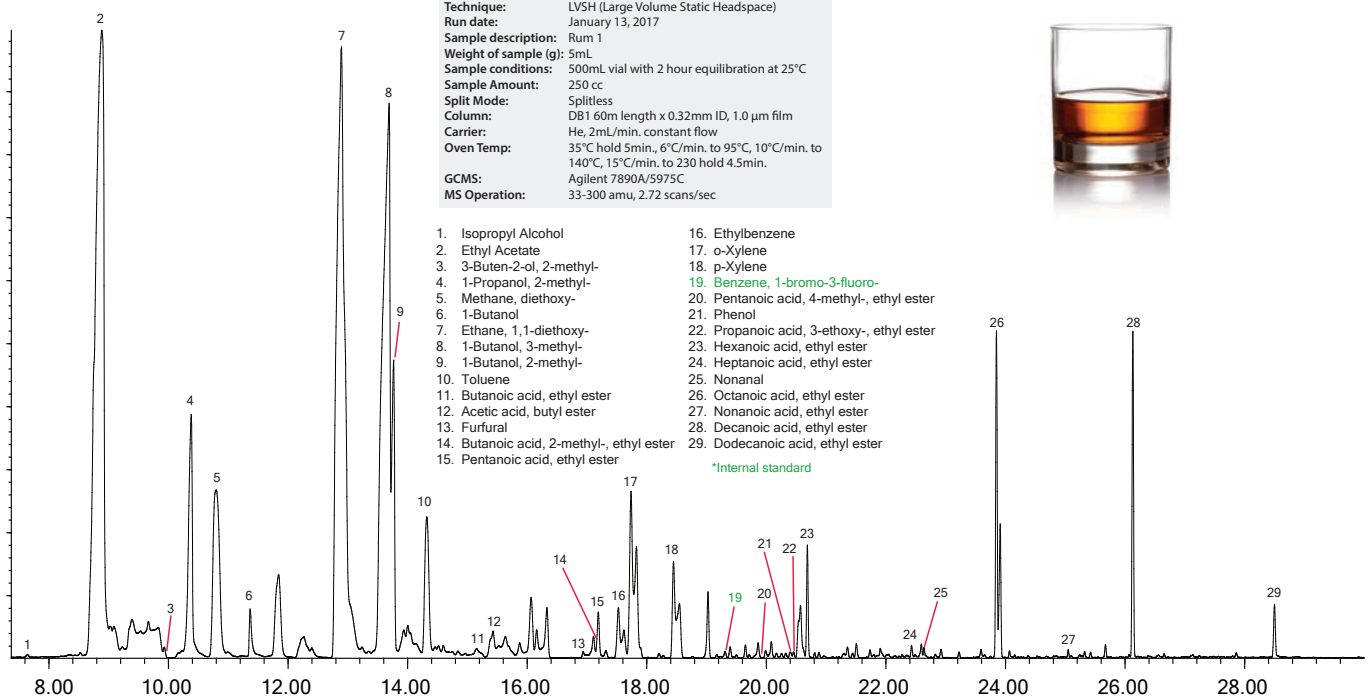 Technique: LVSH (Large Volume Static Headspace)
Run date: January 13, 2017
Sample description: Rum 1
Weight of sample (g): 5mL
Sample conditions: 500mL vial with 2 hour equilibration at 25°C
Sample Amount: 250 cc
Split Mode: Splitless
Column: DB1 60m length x 0.32mm ID, 1.0 µm film
Carrier: He, 2mL/min. constant flow
Oven Temp: 35°C hold 5min., 6°C/min. to 95°C, 10°C/min. to
140°C, 15°C/min. to 230 hold 4.5min.
GCMS: Agilent 7890A/5975C
MS Operation: 33-300 amu, 2.72 scans/sec
1. Isopropyl Alcohol
2. Ethyl Acetate
3. 3-Buten-2-ol, 2-methyl-
4. 1-Propanol, 2-methyl-
5. Methane, diethoxy-
6. 1-Butanol
7. Ethane, 1,1-diethoxy-
8. 1-Butanol, 3-methyl-
9. 1-Butanol, 2-methyl-
10. Toluene
11. Butanoic acid, ethyl ester
12. Acetic acid, butyl ester
13. Furfural
14. Butanoic acid, 2-methyl-, ethyl ester
15. Pentanoic acid, ethyl ester
16. Ethylbenzene
17. o-Xylene
18. p-Xylene
19. Benzene, 1-bromo-3-fluoro-
20. Pentanoic acid, 4-methyl-, ethyl ester
21. Phenol
22. Propanoic acid, 3-ethoxy-, ethyl ester
23. Hexanoic acid, ethyl ester
24. Heptanoic acid, ethyl ester
25. Nonanal
26. Octanoic acid, ethyl ester
27. Nonanoic acid, ethyl ester
28. Decanoic acid, ethyl ester
29. Dodecanoic acid, ethyl ester
*Internal standard
1
2
3
4
5
6
7
8
9
10
11
12
13
14
15
16
17
18
19
20
21
22
23
24
25
26
27
28
29
8.00 10.00 12.00 14.00 16.00 18.00 20.00 22.00 24.00 26.00 28.00